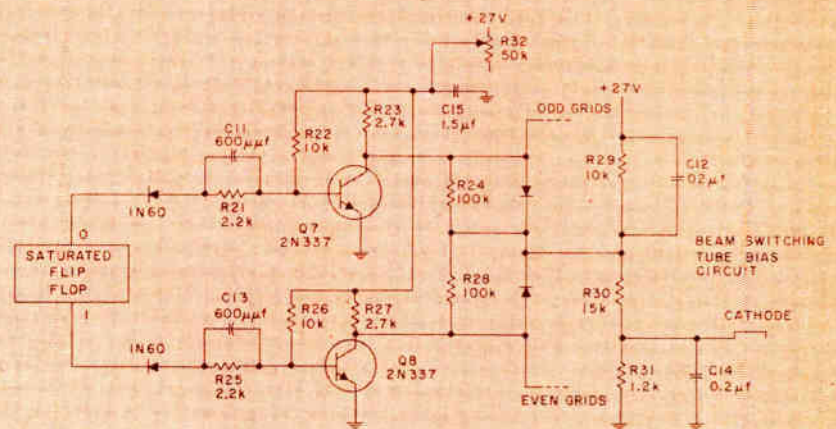 +27V
R32
50k
R23
2.7k
C15
1.5µf
ODD GRIDS
+27V
C11
600µµf
R22
10k
R24
100k
R29
10k
C12
02µf
IN60
R21
2.2k
Q7
2N337
0
SATURATED
FLIP
FLOP
1
BEAM SWITCHING
TUBE BIAS
CIRCUIT
R28
100k
R30
15k
C13
600µµf
R26
10k
R27
2.7k
CATHODE
IN60
R25
2.2k
Q8
2N337
EVEN GRIDS
R31
1.2k
C14
0.2µf